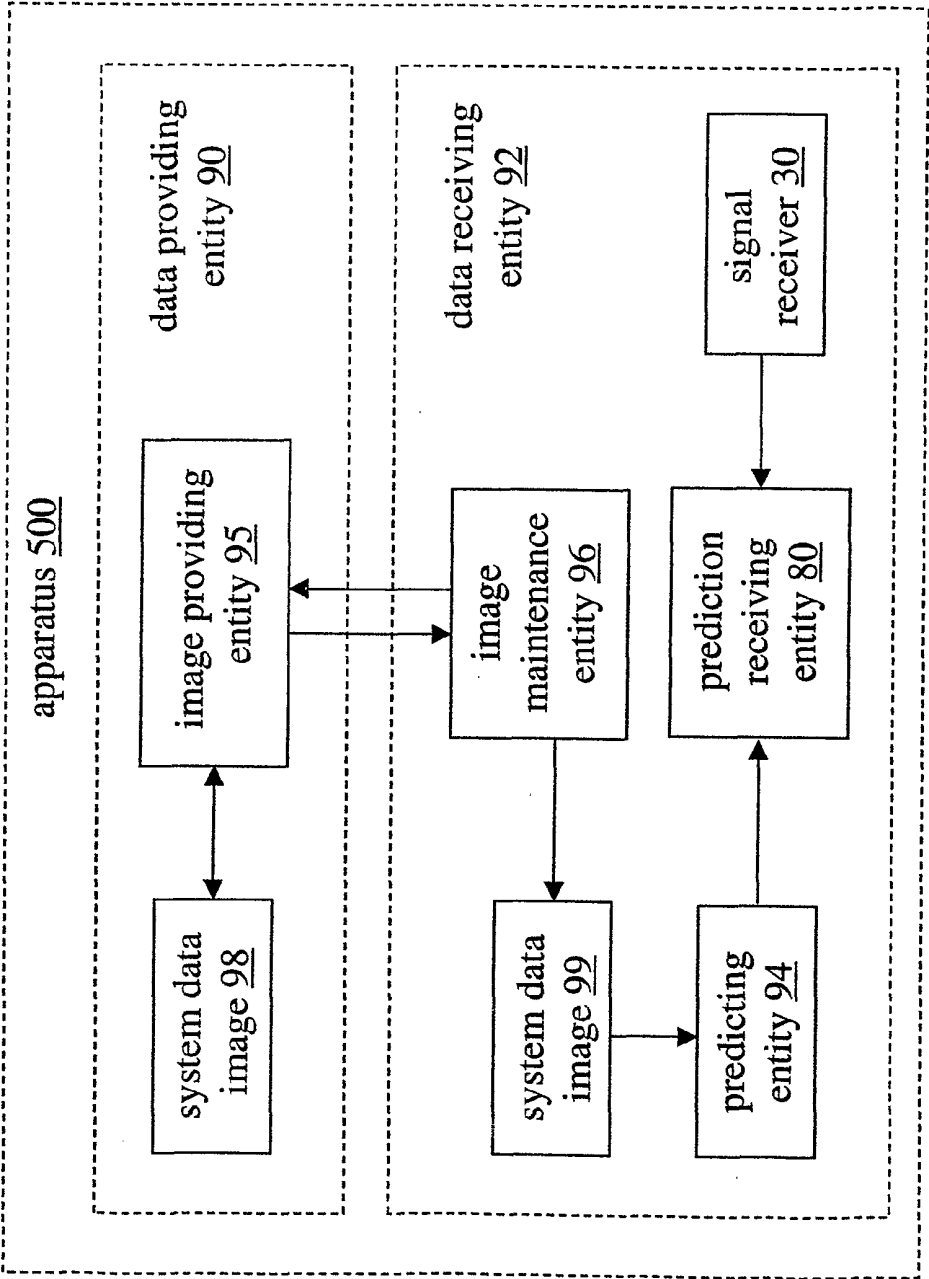 apparatus 500
data providing
entity 90
image providing
entity 95
system data
image 98
data receiving
entity 92
image
maintenance
entity 96
system data
image 99
signal
receiver 30
prediction
receiving
entity 80
predicting
entity 94